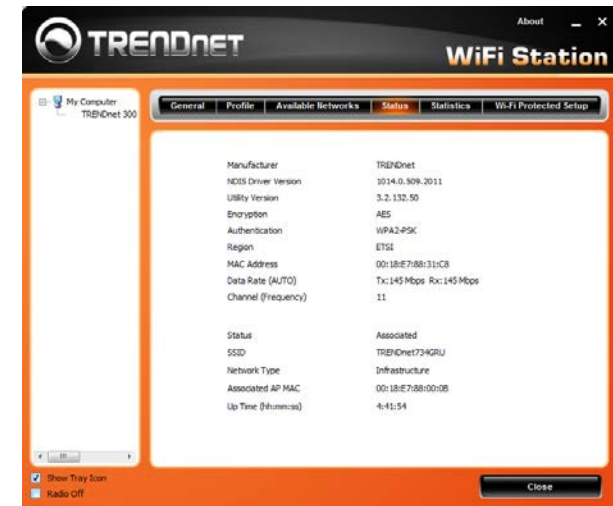 About
TRENDnet
WiFi Station
My Computer
TRENDnet 300
General Profile Available Networks Status Statistics Wi-Fi Protected Setup
Manufacturer TRENDnet
NDIS Driver Version 1014.0.509.2011
Utility Version 3.2.132.50
Encryption AES
Authentication WPA2-PSK
Region ETSI
MAC Address 00:18:E7:88:31:C8
Data Rate (AUTO) Tx:145 Mbps Rx:145 Mbps
Channel (Frequency) 11
Status Associated
SSID TRENDnet734GRU
Network Type Infrastructure
Associated AP MAC 00:18:E7:88:00:0B
Up Time (hh:mm:ss) 4:41:54
Show Tray Icon
Radio Off
Close